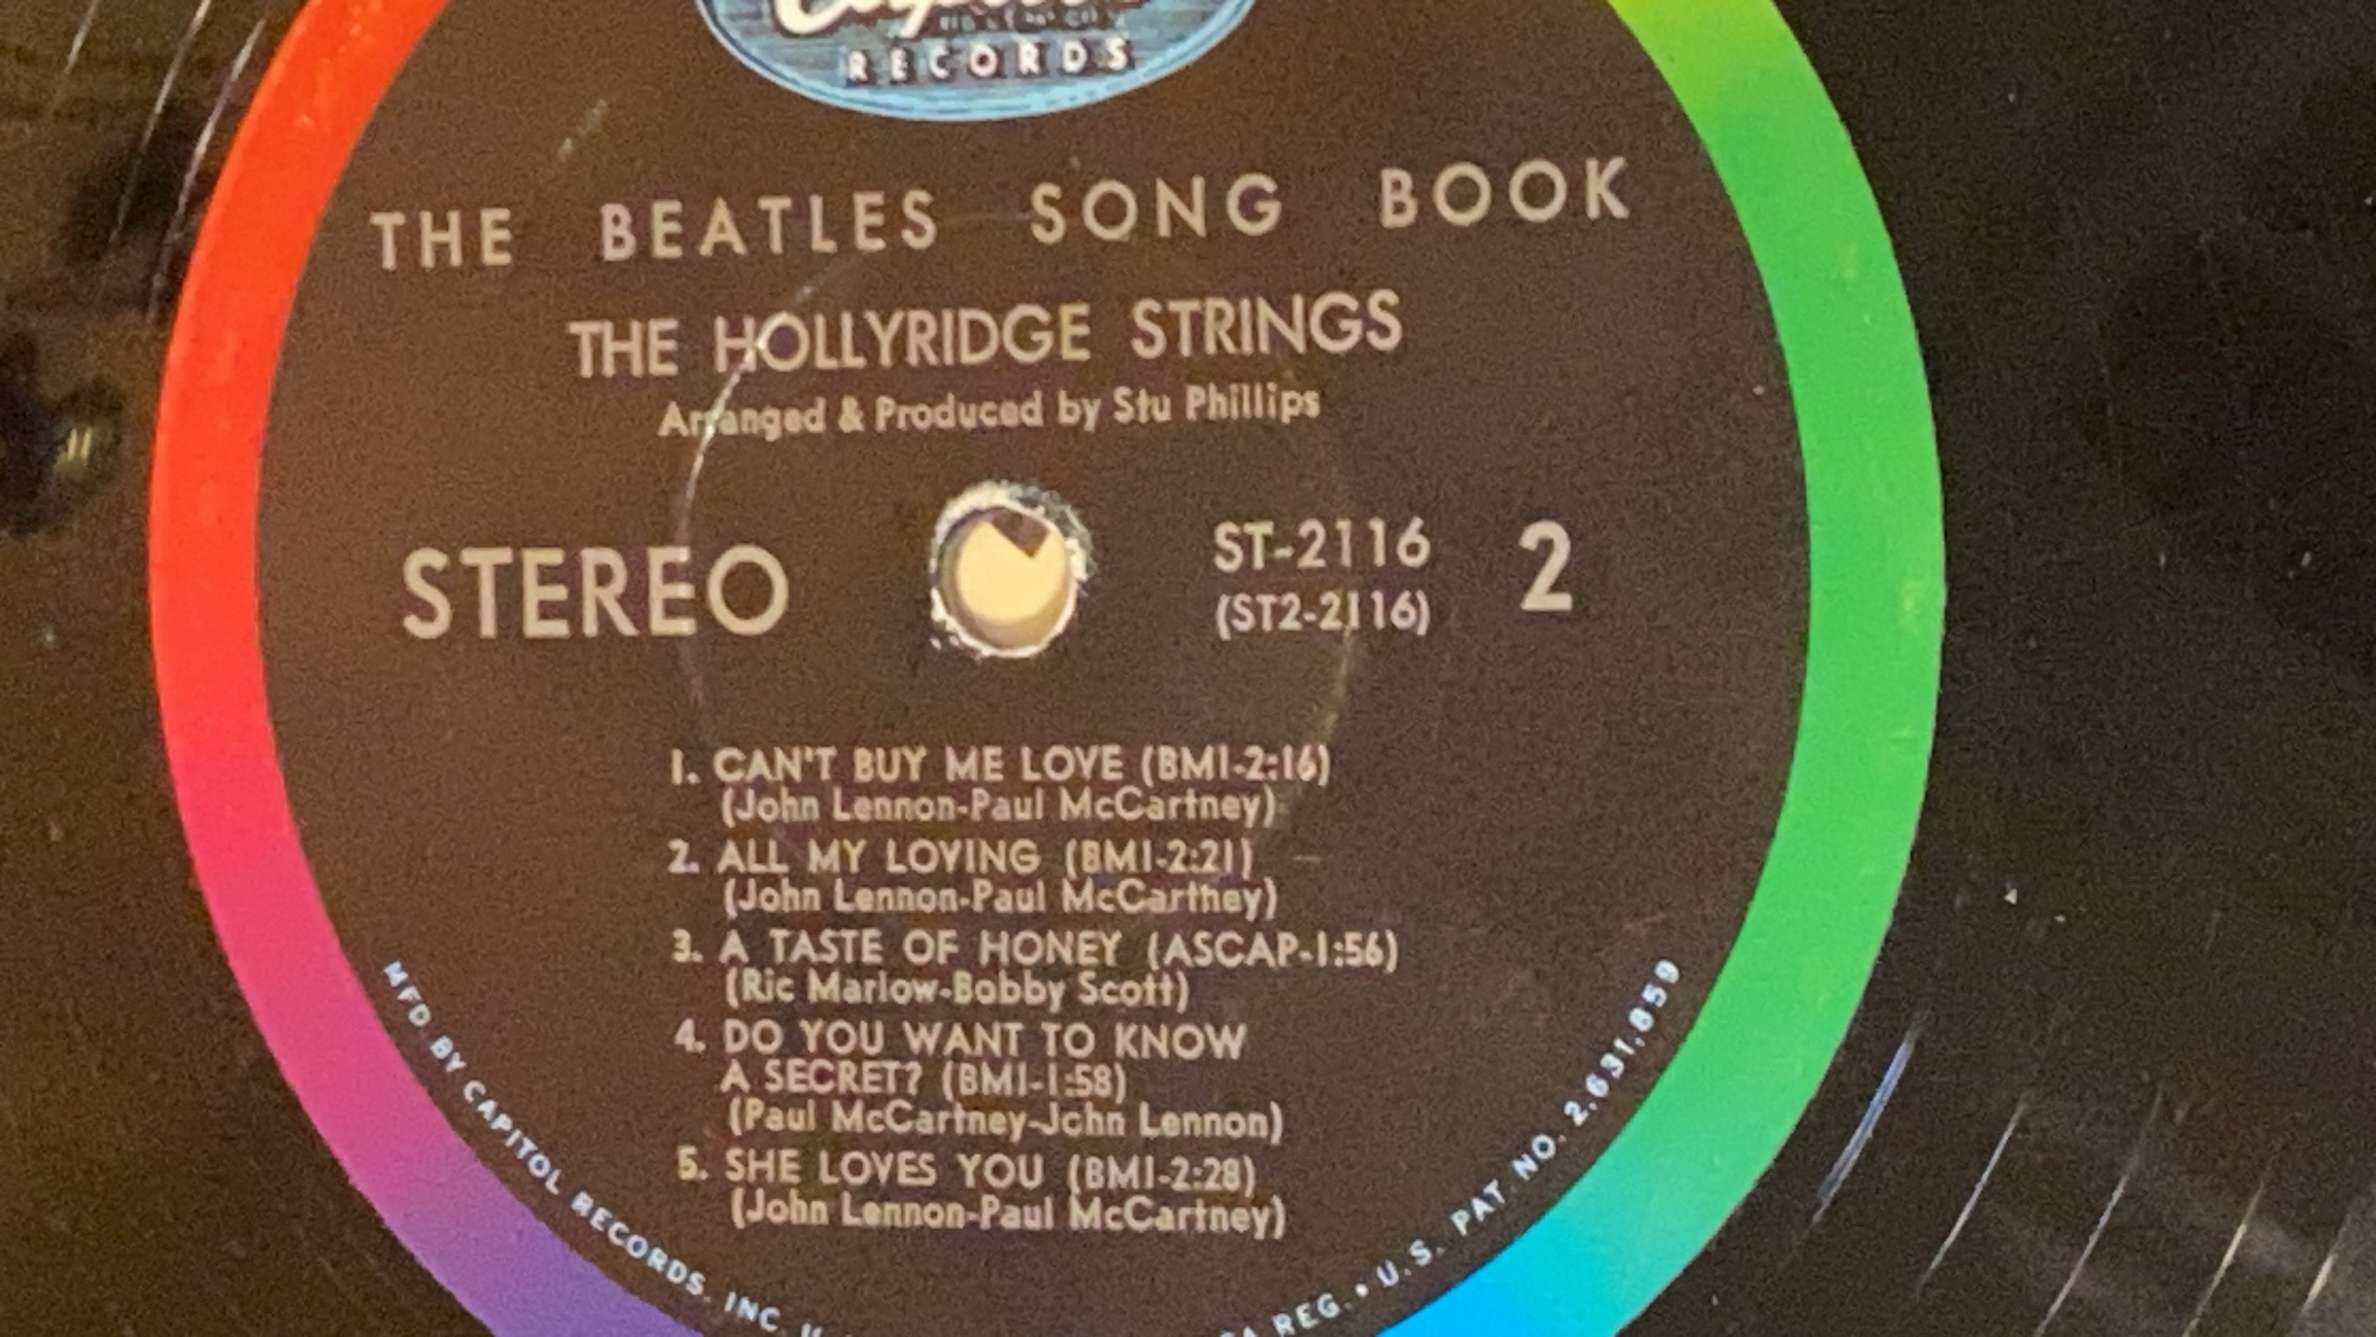 RECORDS
THE BEATLES SONG BOOK
THE HOLLYRIDGE STRINGS
Arranged & Produced by Stu Phillips
STEREO
ST-2116 2
(ST2-2116)
1. CAN'T BUY ME LOVE (BMI-2:16)
(John Lennon-Paul McCartney)
2. ALL MY LOVING (BMI-2:21)
(John Lennon-Paul McCartney)
3. A TASTE OF HONEY (ASCAP-1:56)
(Ric Marlow-Bobby Scott)
4. DO YOU WANT TO KNOW
A SECRET? (BMI-1:58)
(Paul McCartney-John Lennon)
5. SHE LOVES YOU (BMI-2:28)
(John Lennon-Paul McCartney)
MFD. BY CAPITOL RECORDS, INC. REG. • U.S. PAT. NO. 2,631,859